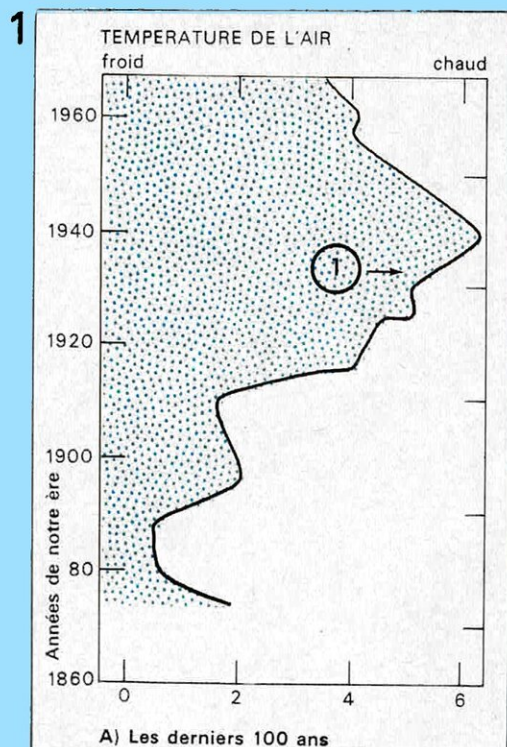 1
TEMPERATURE DE L'AIR
froid chaud
1960
1940
1
1920
1900
80
1860
Années de notre ère
0 2 4 6
A) Les derniers 100 ans